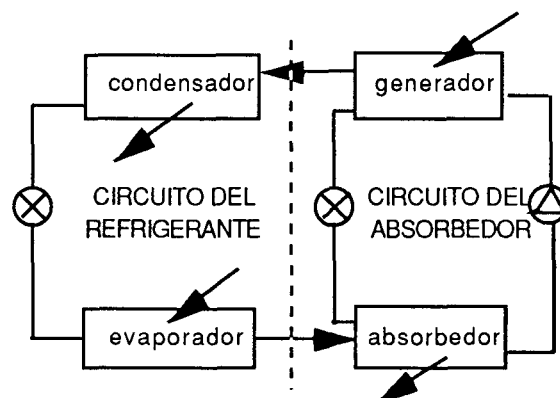 condensador
generador
CIRCUITO DEL
REFRIGERANTE
CIRCUITO DEL
ABSORBEDOR
evaporador
absorbedor